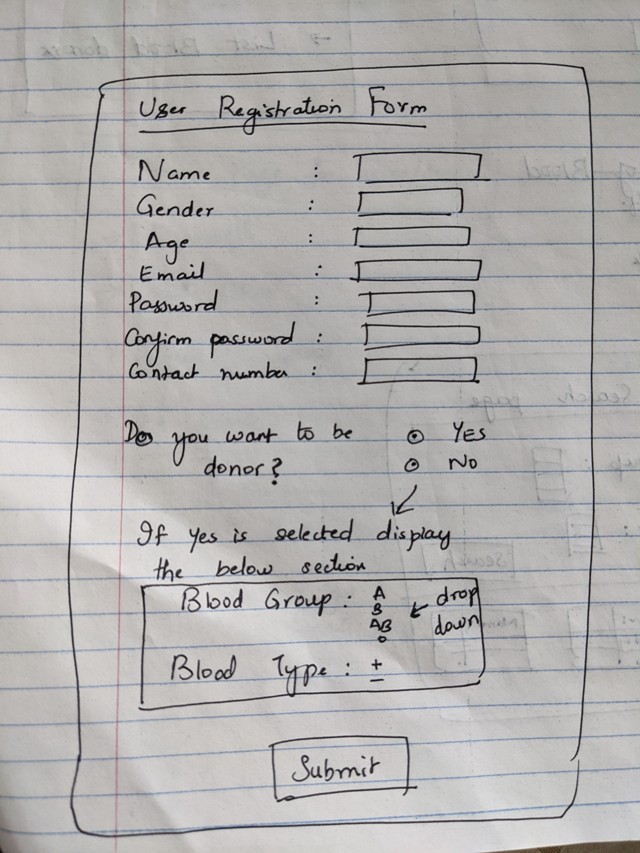 User Registration Form
Name :
Gender :
Age :
Email :
Password :
Confirm password :
Contact number :
Do you want to be donor?
YES
NO
If yes is selected display
the below section
Blood Group : A
B
AB
O
drop
down
Blood Type : +
–
Submit